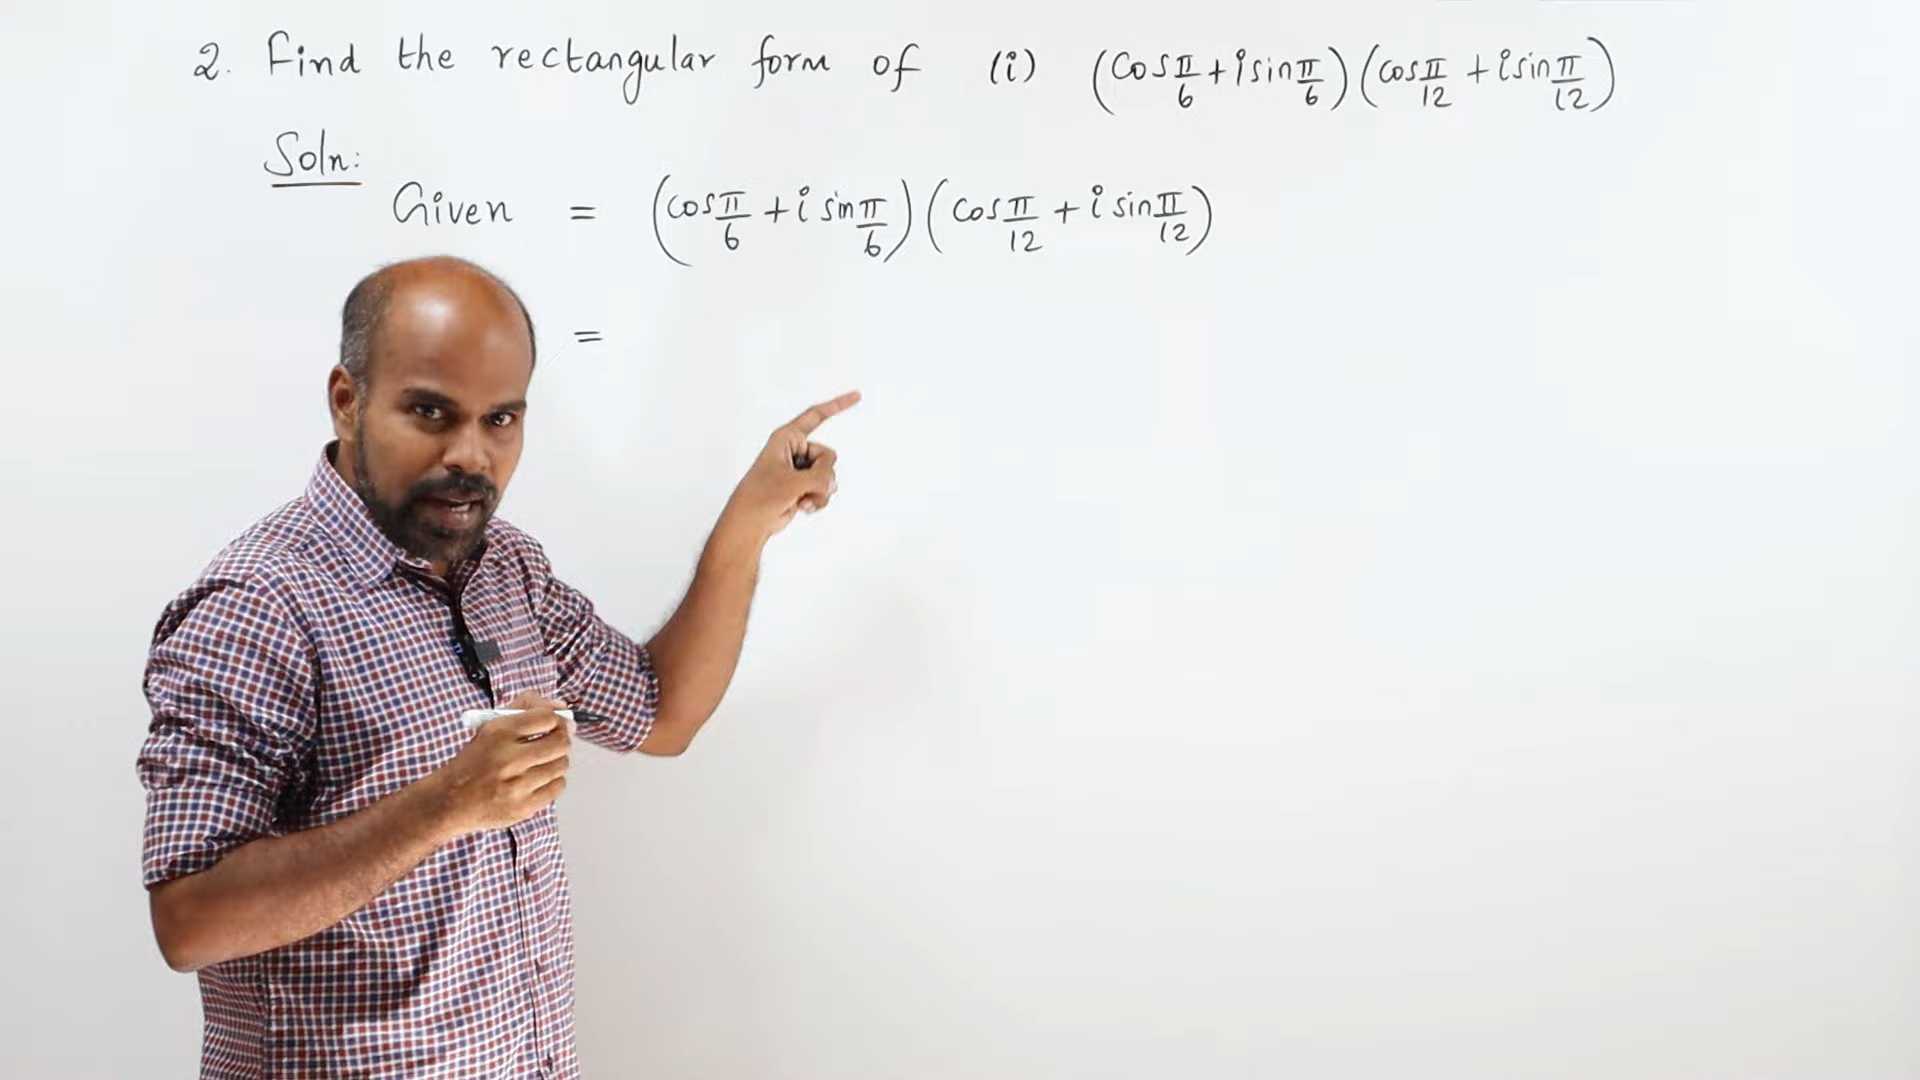 2. Find the rectangular form of (i) (cos π/6 + i sin π/6) (cos π/12 + i sin π/12)
Soln:
Given = (cos π/6 + i sin π/6) (cos π/12 + i sin π/12)
=